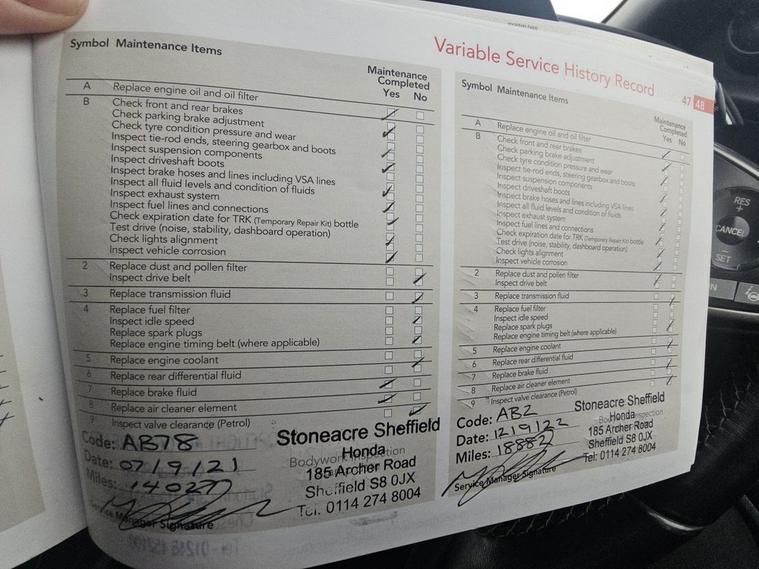 Variable Service History Record
47 48
Symbol Maintenance Items
Maintenance
Completed
Yes No
A Replace engine oil and oil filter
B Check front and rear brakes
Check parking brake adjustment
Check tyre condition pressure and wear
Inspect tie-rod ends, steering gearbox and boots
Inspect suspension components
Inspect driveshaft boots
Inspect brake hoses and lines including VSA lines
Inspect all fluid levels and condition of fluids
Inspect exhaust system
Inspect fuel lines and connections
Check expiration date for TRK (Temporary Repair Kit) bottle
Test drive (noise, stability, dashboard operation)
Check lights alignment
Inspect vehicle corrosion
2 Replace dust and pollen filter
Inspect drive belt
3 Replace transmission fluid
4 Replace fuel filter
Inspect idle speed
Replace spark plugs
Replace engine timing belt (where applicable)
5 Replace engine coolant
6 Replace rear differential fluid
7 Replace brake fluid
8 Replace air cleaner element
9 Inspect valve clearance (Petrol)
Code: AB78
Date: 07/9/21
Miles: 14027
Service Manager Signature
Stoneacre Sheffield
Honda
Bodywork Inspection
185 Archer Road
Sheffield S8 0JX
Tel: 0114 274 8004
Symbol Maintenance Items
Maintenance
Completed
Yes No
A Replace engine oil and oil filter
B Check front and rear brakes
Check parking brake adjustment
Check tyre condition pressure and wear
Inspect tie-rod ends, steering gearbox and boots
Inspect suspension components
Inspect driveshaft boots
Inspect brake hoses and lines including VSA lines
Inspect all fluid levels and condition of fluids
Inspect exhaust system
Inspect fuel lines and connections
Check expiration date for TRK (Temporary Repair Kit) bottle
Test drive (noise, stability, dashboard operation)
Check lights alignment
Inspect vehicle corrosion
2 Replace dust and pollen filter
Inspect drive belt
3 Replace transmission fluid
4 Replace fuel filter
Inspect idle speed
Replace spark plugs
Replace engine timing belt (where applicable)
5 Replace engine coolant
6 Replace rear differential fluid
7 Replace brake fluid
8 Replace air cleaner element
9 Inspect valve clearance (Petrol)
Code: AB2
Date: 12/9/22
Miles: 18882
Service Manager Signature
Stoneacre Sheffield
Honda
Bodywork Inspection
185 Archer Road
Sheffield S8 0JX
Tel: 0114 274 8004
RES
+
CANCEL
-
SET